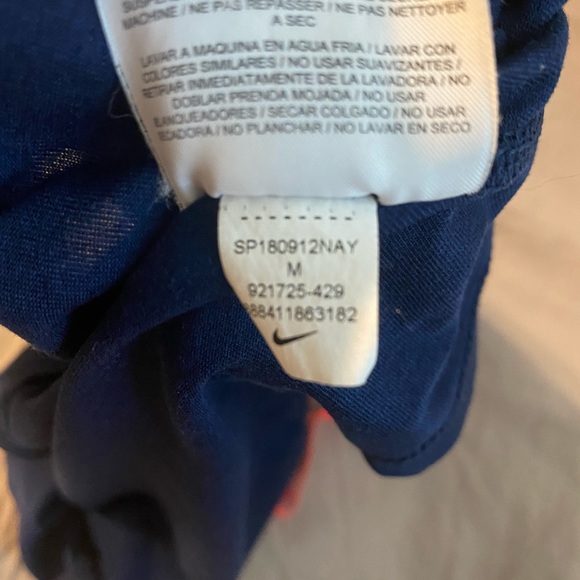 MACHINE / NE PAS REPASSER / NE PAS NETTOYER
A SEC
LAVAR A MAQUINA EN AGUA FRIA / LAVAR CON
COLORES SIMILARES / NO USAR SUAVIZANTES /
RETIRAR INMEDIATAMENTE DE LA LAVADORA / NO
DOBLAR PRENDA MOJADA / NO USAR
BLANQUEADORES / SECAR COLGADO / NO USAR
ECADORA / NO PLANCHAR / NO LAVAR EN SECO
SP180912NAY
M
921725-429
88411863182